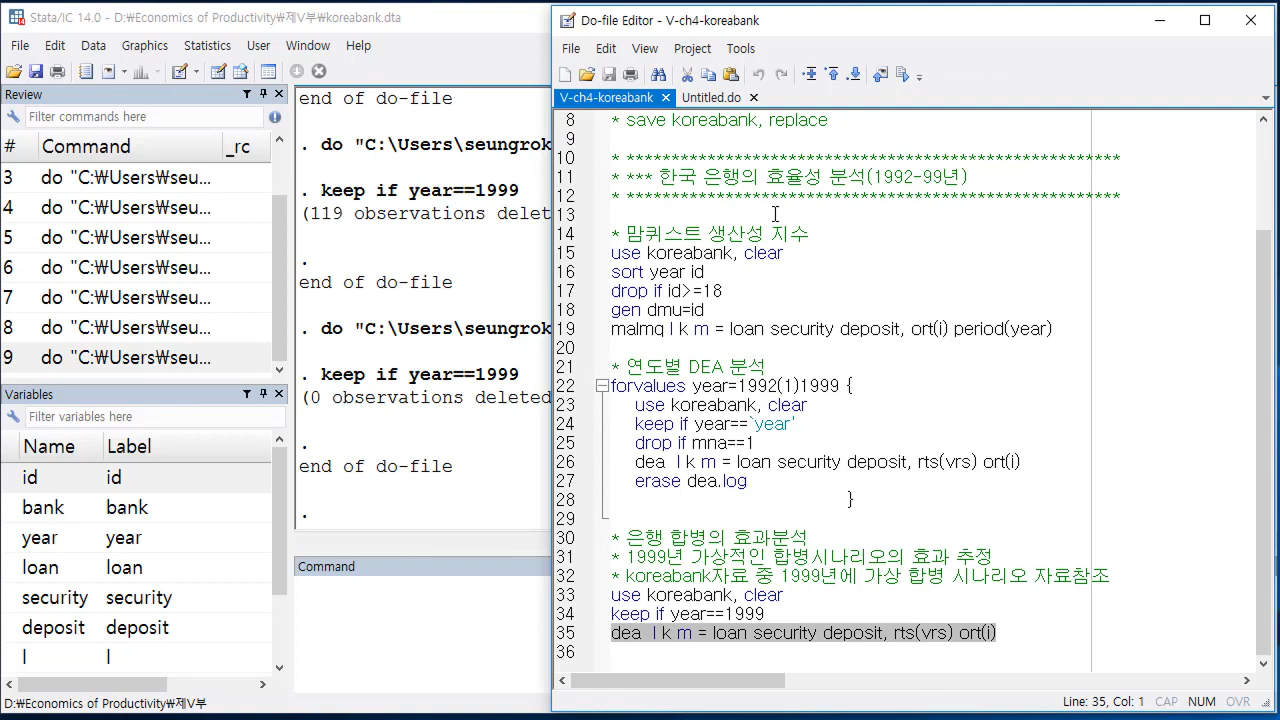 Stata/IC 14.0 - D:₩Economics of Productivity₩제V부₩koreabank.dta
File Edit Data Graphics Statistics User Window Help
Review
Filter commands here
# Command _rc
3 do "C:₩Users₩seu...
4 do "C:₩Users₩seu...
5 do "C:₩Users₩seu...
6 do "C:₩Users₩seu...
7 do "C:₩Users₩seu...
8 do "C:₩Users₩seu...
9 do "C:₩Users₩seu...
Variables
Filter variables here
Name Label
id id
bank bank
year year
loan loan
security security
deposit deposit
l l
D:₩Economics of Productivity₩제V부
end of do-file
. do "C:\Users\seungrok
. keep if year==1999
(119 observations delet
.
end of do-file
. do "C:\Users\seungrok
. keep if year==1999
(0 observations deleted
.
end of do-file
.
Command
Do-file Editor - V-ch4-koreabank
File Edit View Project Tools
V-ch4-koreabank × Untitled.do ×
8 * save koreabank, replace
9
10 * *******************************************************
11 * *** 한국 은행의 효율성 분석(1992-99년)
12 * *******************************************************
13
14 * 맘퀴스트 생산성 지수
15 use koreabank, clear
16 sort year id
17 drop if id>=18
18 gen dmu=id
19 malmq l k m = loan security deposit, ort(i) period(year)
20
21 * 연도별 DEA 분석
22 forvalues year=1992(1)1999 {
23 use koreabank, clear
24 keep if year==`year'
25 drop if mna==1
26 dea l k m = loan security deposit, rts(vrs) ort(i)
27 erase dea.log
28 }
29
30 * 은행 합병의 효과분석
31 * 1999년 가상적인 합병시나리오의 효과 추정
32 * koreabank자료 중 1999년에 가상 합병 시나리오 자료참조
33 use koreabank, clear
34 keep if year==1999
35 dea l k m = loan security deposit, rts(vrs) ort(i)
36
Line: 35, Col: 1 CAP NUM OVR